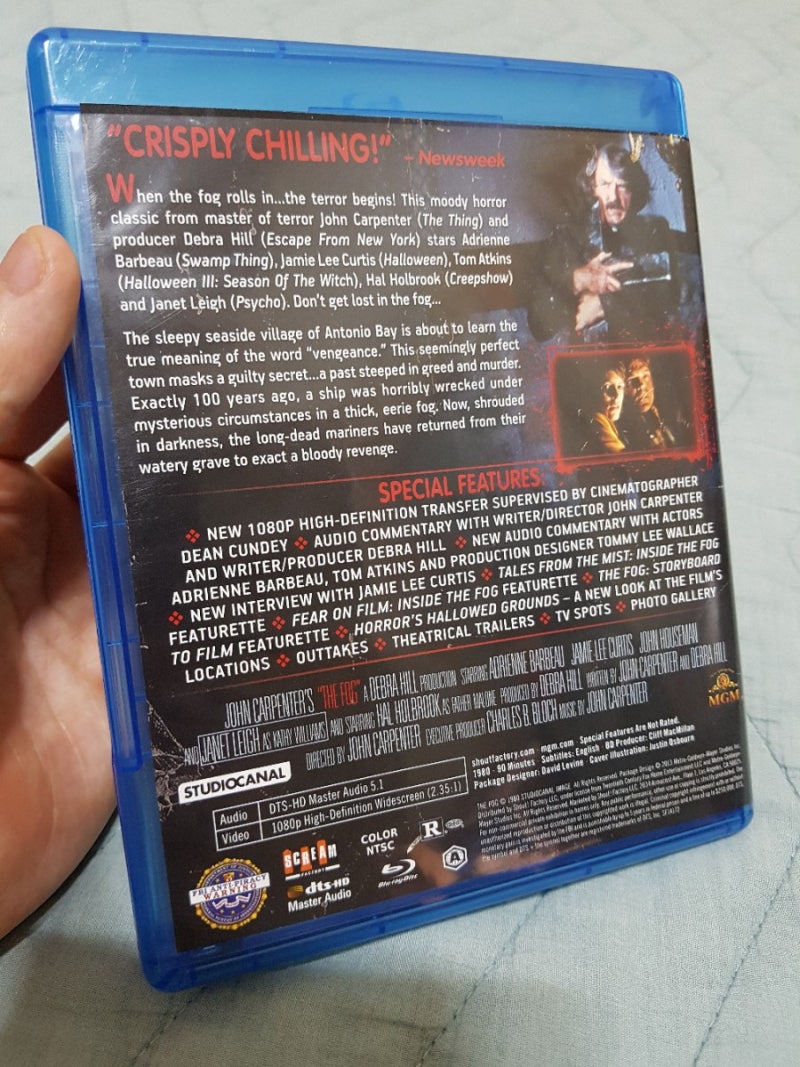 "CRISPLY CHILLING!" – Newsweek
When the fog rolls in...the terror begins! This moody horror
classic from master of terror John Carpenter (The Thing) and
producer Debra Hill (Escape From New York) stars Adrienne
Barbeau (Swamp Thing), Jamie Lee Curtis (Halloween), Tom Atkins
(Halloween III: Season Of The Witch), Hal Holbrook (Creepshow)
and Janet Leigh (Psycho). Don't get lost in the fog...
The sleepy seaside village of Antonio Bay is about to learn the
true meaning of the word "vengeance." This seemingly perfect
town masks a guilty secret...a past steeped in greed and murder.
Exactly 100 years ago, a ship was horribly wrecked under
mysterious circumstances in a thick, eerie fog. Now, shrouded
in darkness, the long-dead mariners have returned from their
watery grave to exact a bloody revenge.
SPECIAL FEATURES:
❖ NEW 1080P HIGH-DEFINITION TRANSFER SUPERVISED BY CINEMATOGRAPHER
DEAN CUNDEY ❖ AUDIO COMMENTARY WITH WRITER/DIRECTOR JOHN CARPENTER
AND WRITER/PRODUCER DEBRA HILL ❖ NEW AUDIO COMMENTARY WITH ACTORS
ADRIENNE BARBEAU, TOM ATKINS AND PRODUCTION DESIGNER TOMMY LEE WALLACE
❖ NEW INTERVIEW WITH JAMIE LEE CURTIS ❖ TALES FROM THE MIST: INSIDE THE FOG
FEATURETTE ❖ FEAR ON FILM: INSIDE THE FOG FEATURETTE ❖ THE FOG: STORYBOARD
TO FILM FEATURETTE ❖ HORROR'S HALLOWED GROUNDS – A NEW LOOK AT THE FILM'S
LOCATIONS ❖ OUTTAKES ❖ THEATRICAL TRAILERS ❖ TV SPOTS ❖ PHOTO GALLERY
JOHN CARPENTER'S "THE FOG" A DEBRA HILL PRODUCTION STARRING ADRIENNE BARBEAU JAMIE LEE CURTIS JOHN HOUSEMAN
AND JANET LEIGH AS KATHY WILLIAMS AND STARRING HAL HOLBROOK AS FATHER MALONE PRODUCED BY DEBRA HILL WRITTEN BY JOHN CARPENTER AND DEBRA HILL
DIRECTED BY JOHN CARPENTER EXECUTIVE PRODUCER CHARLES B. BLOCH MUSIC BY JOHN CARPENTER
MGM
STUDIOCANAL
shoutfactory.com mgm.com Special Features Are Not Rated.
1980 - 90 Minutes Subtitles: English BD Producer: Cliff MacMillan
Package Designer: David Levine Cover Illustration: Justin Osbourn
Audio DTS-HD Master Audio 5.1
Video 1080p High-Definition Widescreen (2.35:1)
FBI ANTI-PIRACY
WARNING
SCREAM
FACTORY
dts-HD
Master Audio
COLOR
NTSC
Blu-ray Disc
R
A